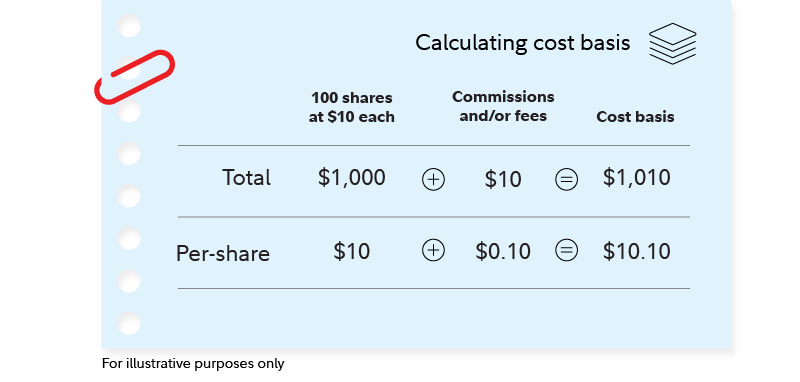 Calculating cost basis
100 shares
at $10 each
Commissions
and/or fees
Cost basis
Total $1,000 + $10 = $1,010
Per-share $10 + $0.10 = $10.10
For illustrative purposes only